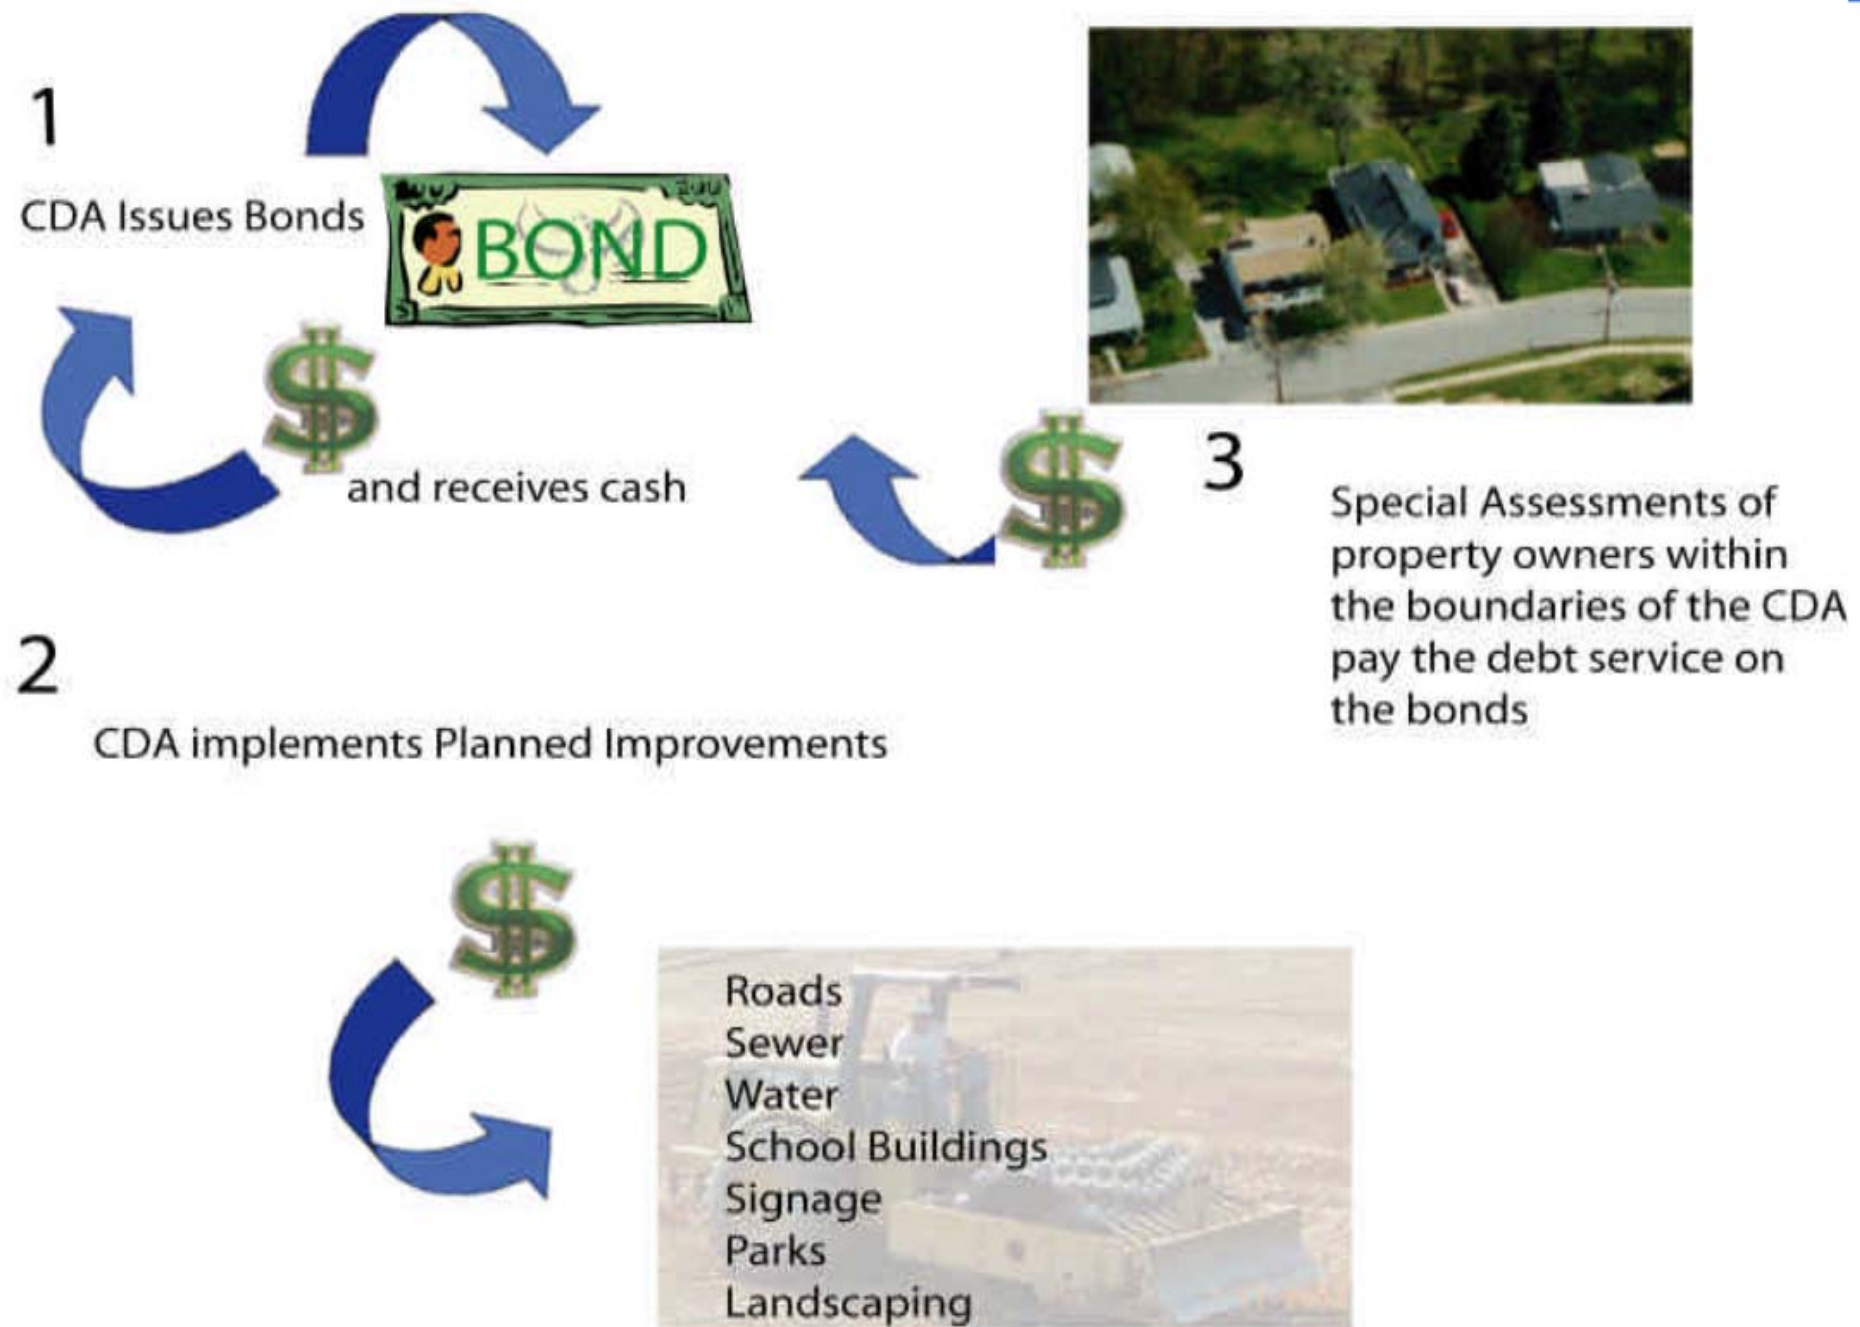 1
CDA Issues Bonds
BOND
and receives cash
2
CDA implements Planned Improvements
Roads
Sewer
Water
School Buildings
Signage
Parks
Landscaping
3
Special Assessments of
property owners within
the boundaries of the CDA
pay the debt service on
the bonds